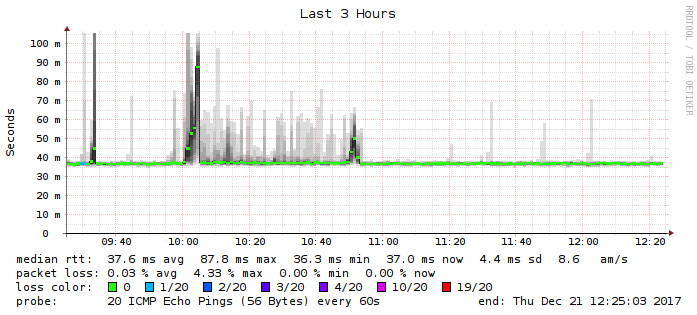 Last 3 Hours
RRDTOOL / TOBI OETIKER
Seconds
100 m
90 m
80 m
70 m
60 m
50 m
40 m
30 m
20 m
10 m
0
09:40 10:00 10:20 10:40 11:00 11:20 11:40 12:00 12:20
median rtt: 37.6 ms avg 87.8 ms max 36.3 ms min 37.0 ms now 4.4 ms sd 8.6 am/s
packet loss: 0.03 % avg 4.33 % max 0.00 % min 0.00 % now
loss color: 0 1/20 2/20 3/20 4/20 10/20 19/20
probe: 20 ICMP Echo Pings (56 Bytes) every 60s end: Thu Dec 21 12:25:03 2017